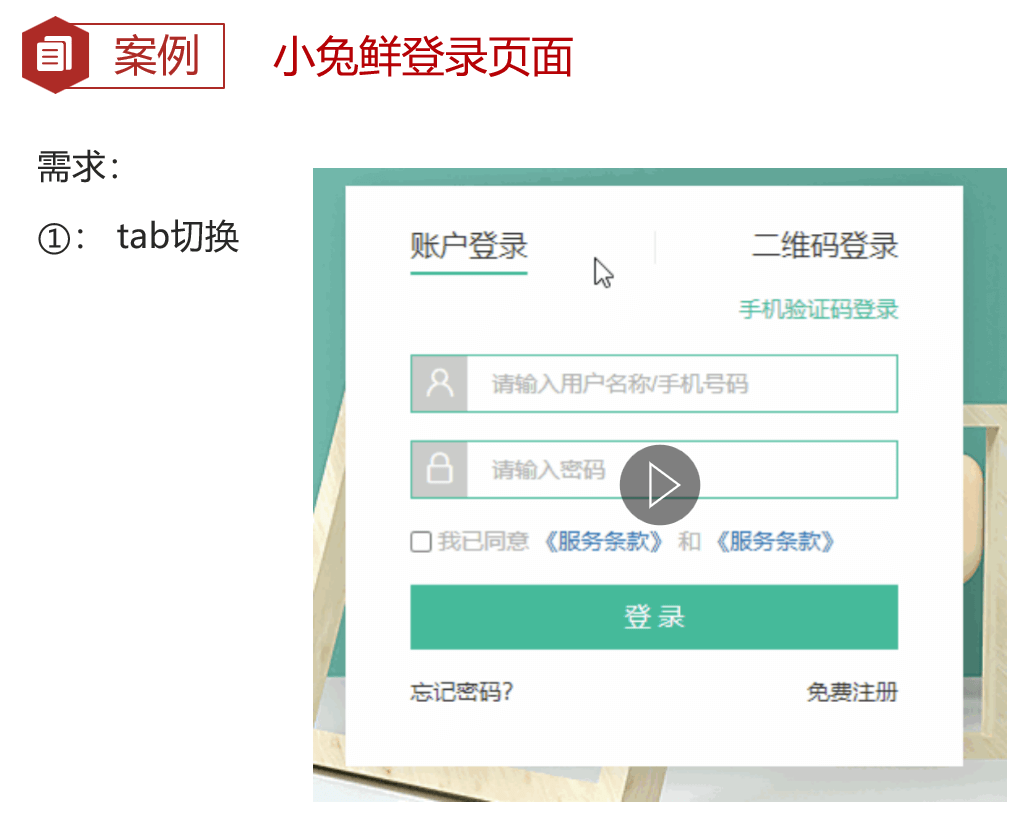 案例 小兔鲜登录页面
需求：
①： tab切换
账户登录 二维码登录
手机验证码登录
请输入用户名称/手机号码
请输入密码
我已同意 《服务条款》 和 《服务条款》
登 录
忘记密码? 免费注册